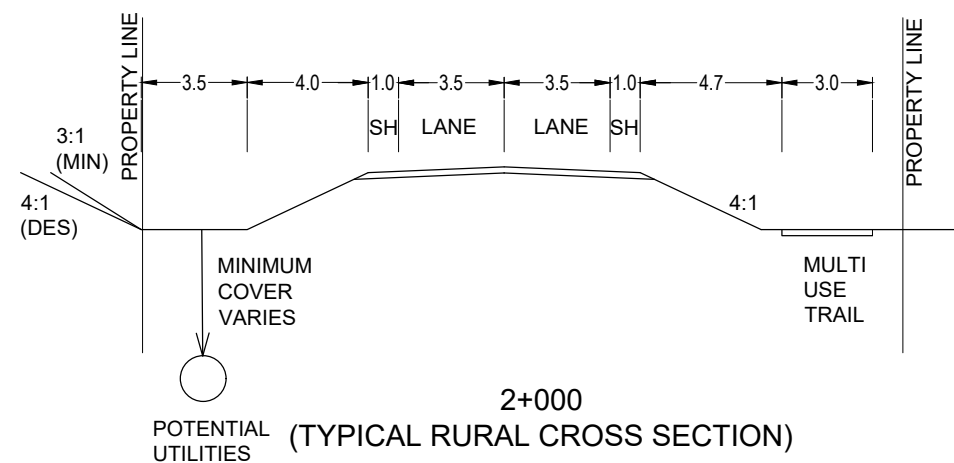 PROPERTY LINE
3.5
4.0
1.0
3.5
3.5
1.0
4.7
3.0
PROPERTY LINE
SH
LANE
LANE
SH
3:1
(MIN)
4:1
(DES)
4:1
MINIMUM
COVER
VARIES
MULTI
USE
TRAIL
POTENTIAL
UTILITIES
2+000
(TYPICAL RURAL CROSS SECTION)